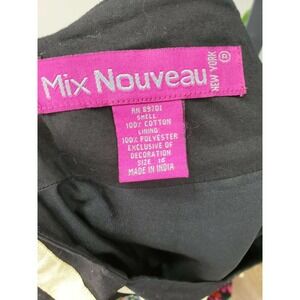 Mix Nouveau
NEW YORK
®
RN 89701
SHELL
100% COTTON
LINING
100% POLYESTER
EXCLUSIVE OF
DECORATION
SIZE 16
MADE IN INDIA